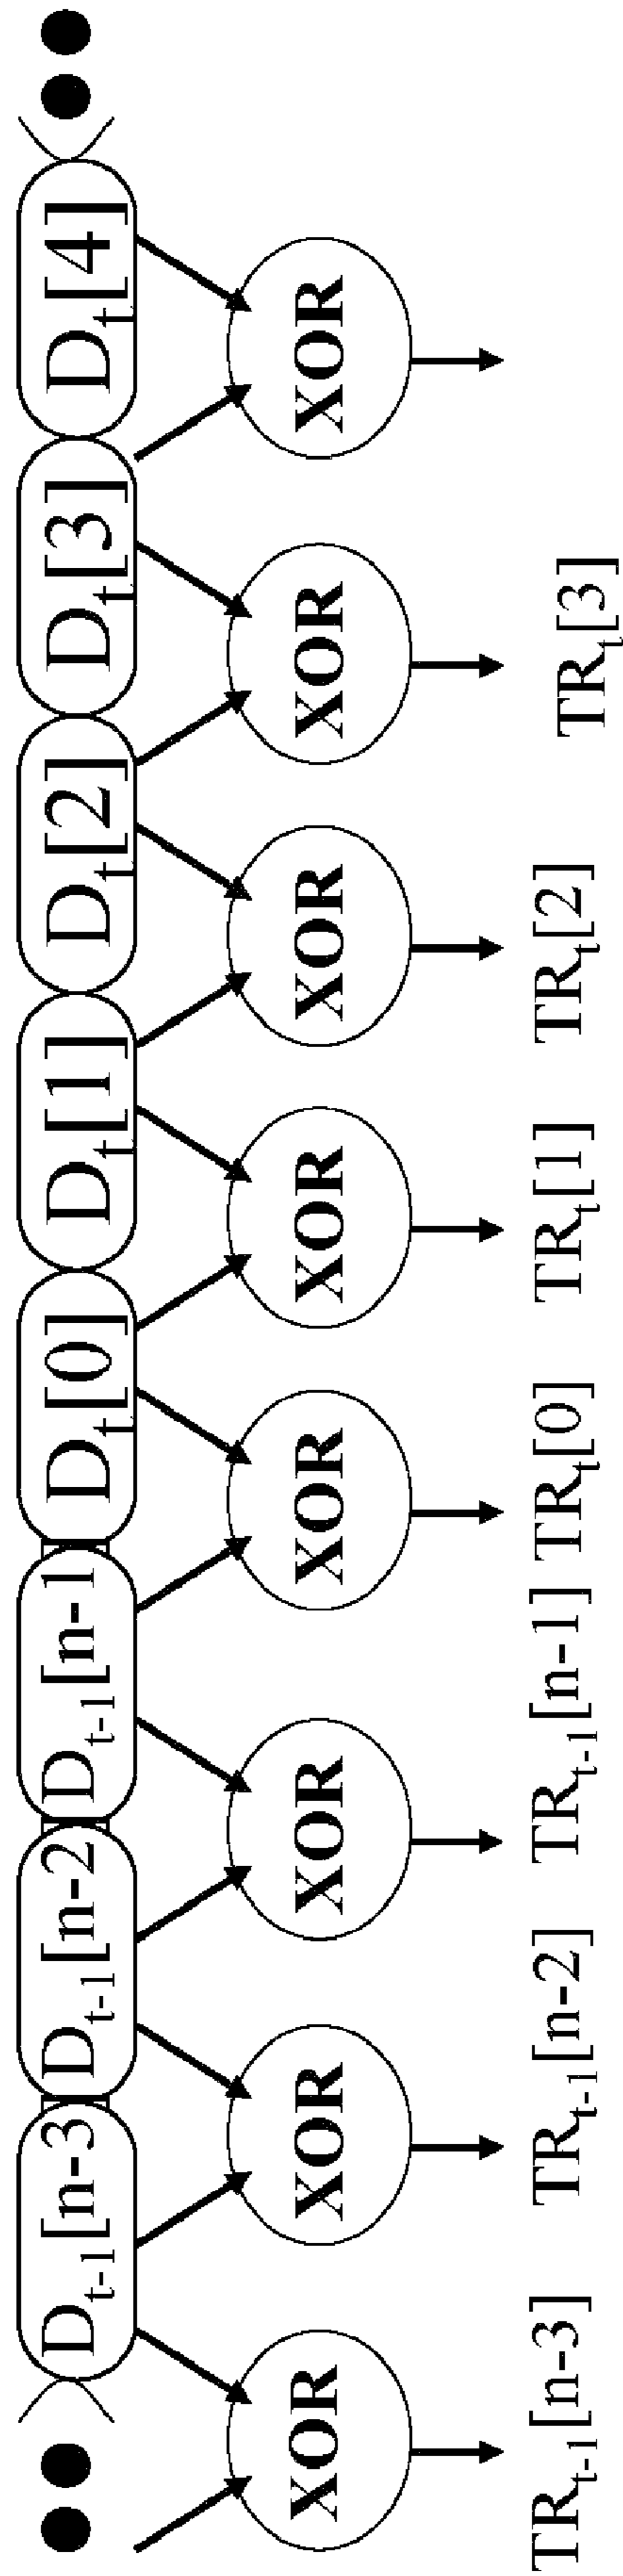 D_{t-1}[n-3 D_{t-1}[n-2 D_{t-1}[n-1 D_t[0] D_t[1] D_t[2] D_t[3] D_t[4]
XOR XOR XOR XOR XOR XOR XOR XOR
TR_{t-1}[n-3] TR_{t-1}[n-2] TR_{t-1}[n-1] TR_t[0] TR_t[1] TR_t[2] TR_t[3]